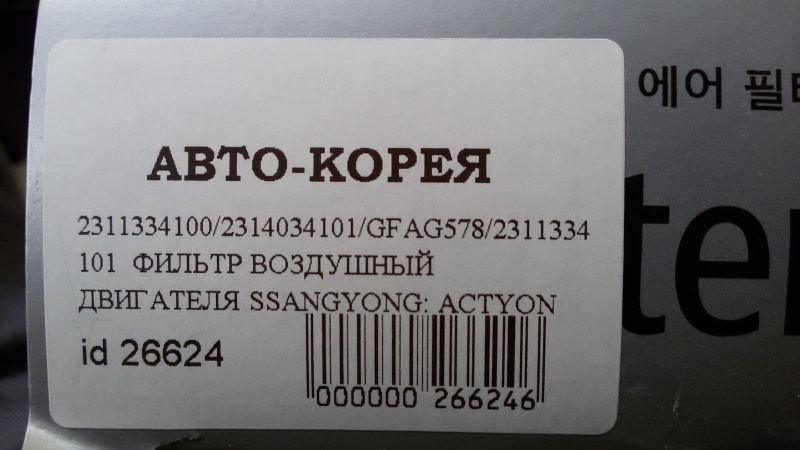 에어 필터
АВТО-КОРЕЯ
2311334100/2314034101/GFAG578/2311334
101 ФИЛЬТР ВОЗДУШНЫЙ
ДВИГАТЕЛЯ SSANGYONG: ACTYON
id 26624
000000 266246